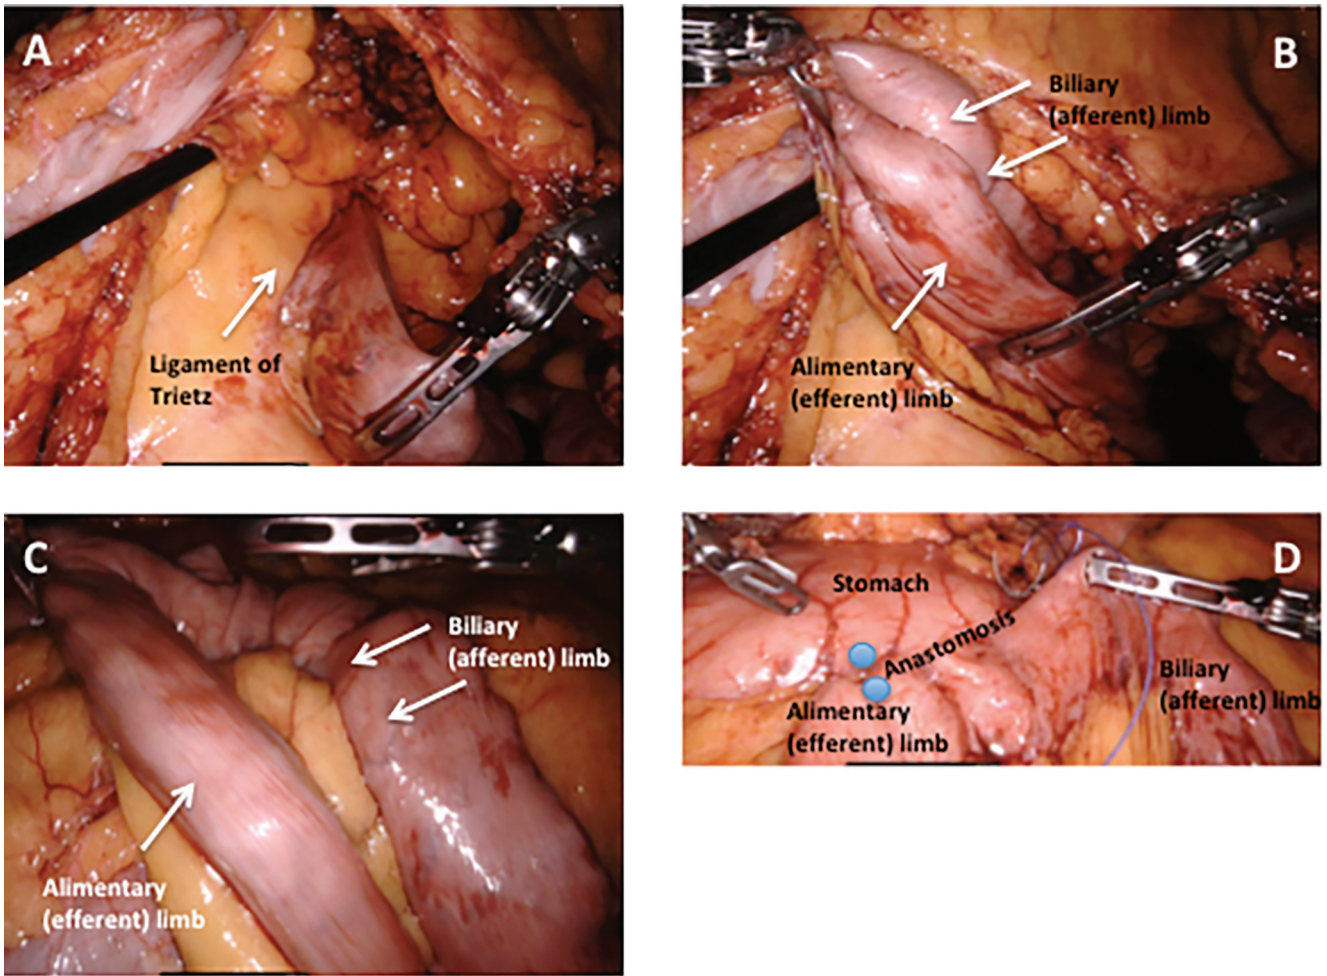 A
Ligament of
Trietz
B
Biliary
(afferent) limb
Alimentary
(efferent) limb
C
Biliary
(afferent) limb
Alimentary
(efferent) limb
D
Stomach
Anastomosis
Biliary
(afferent) limb
Alimentary
(efferent) limb